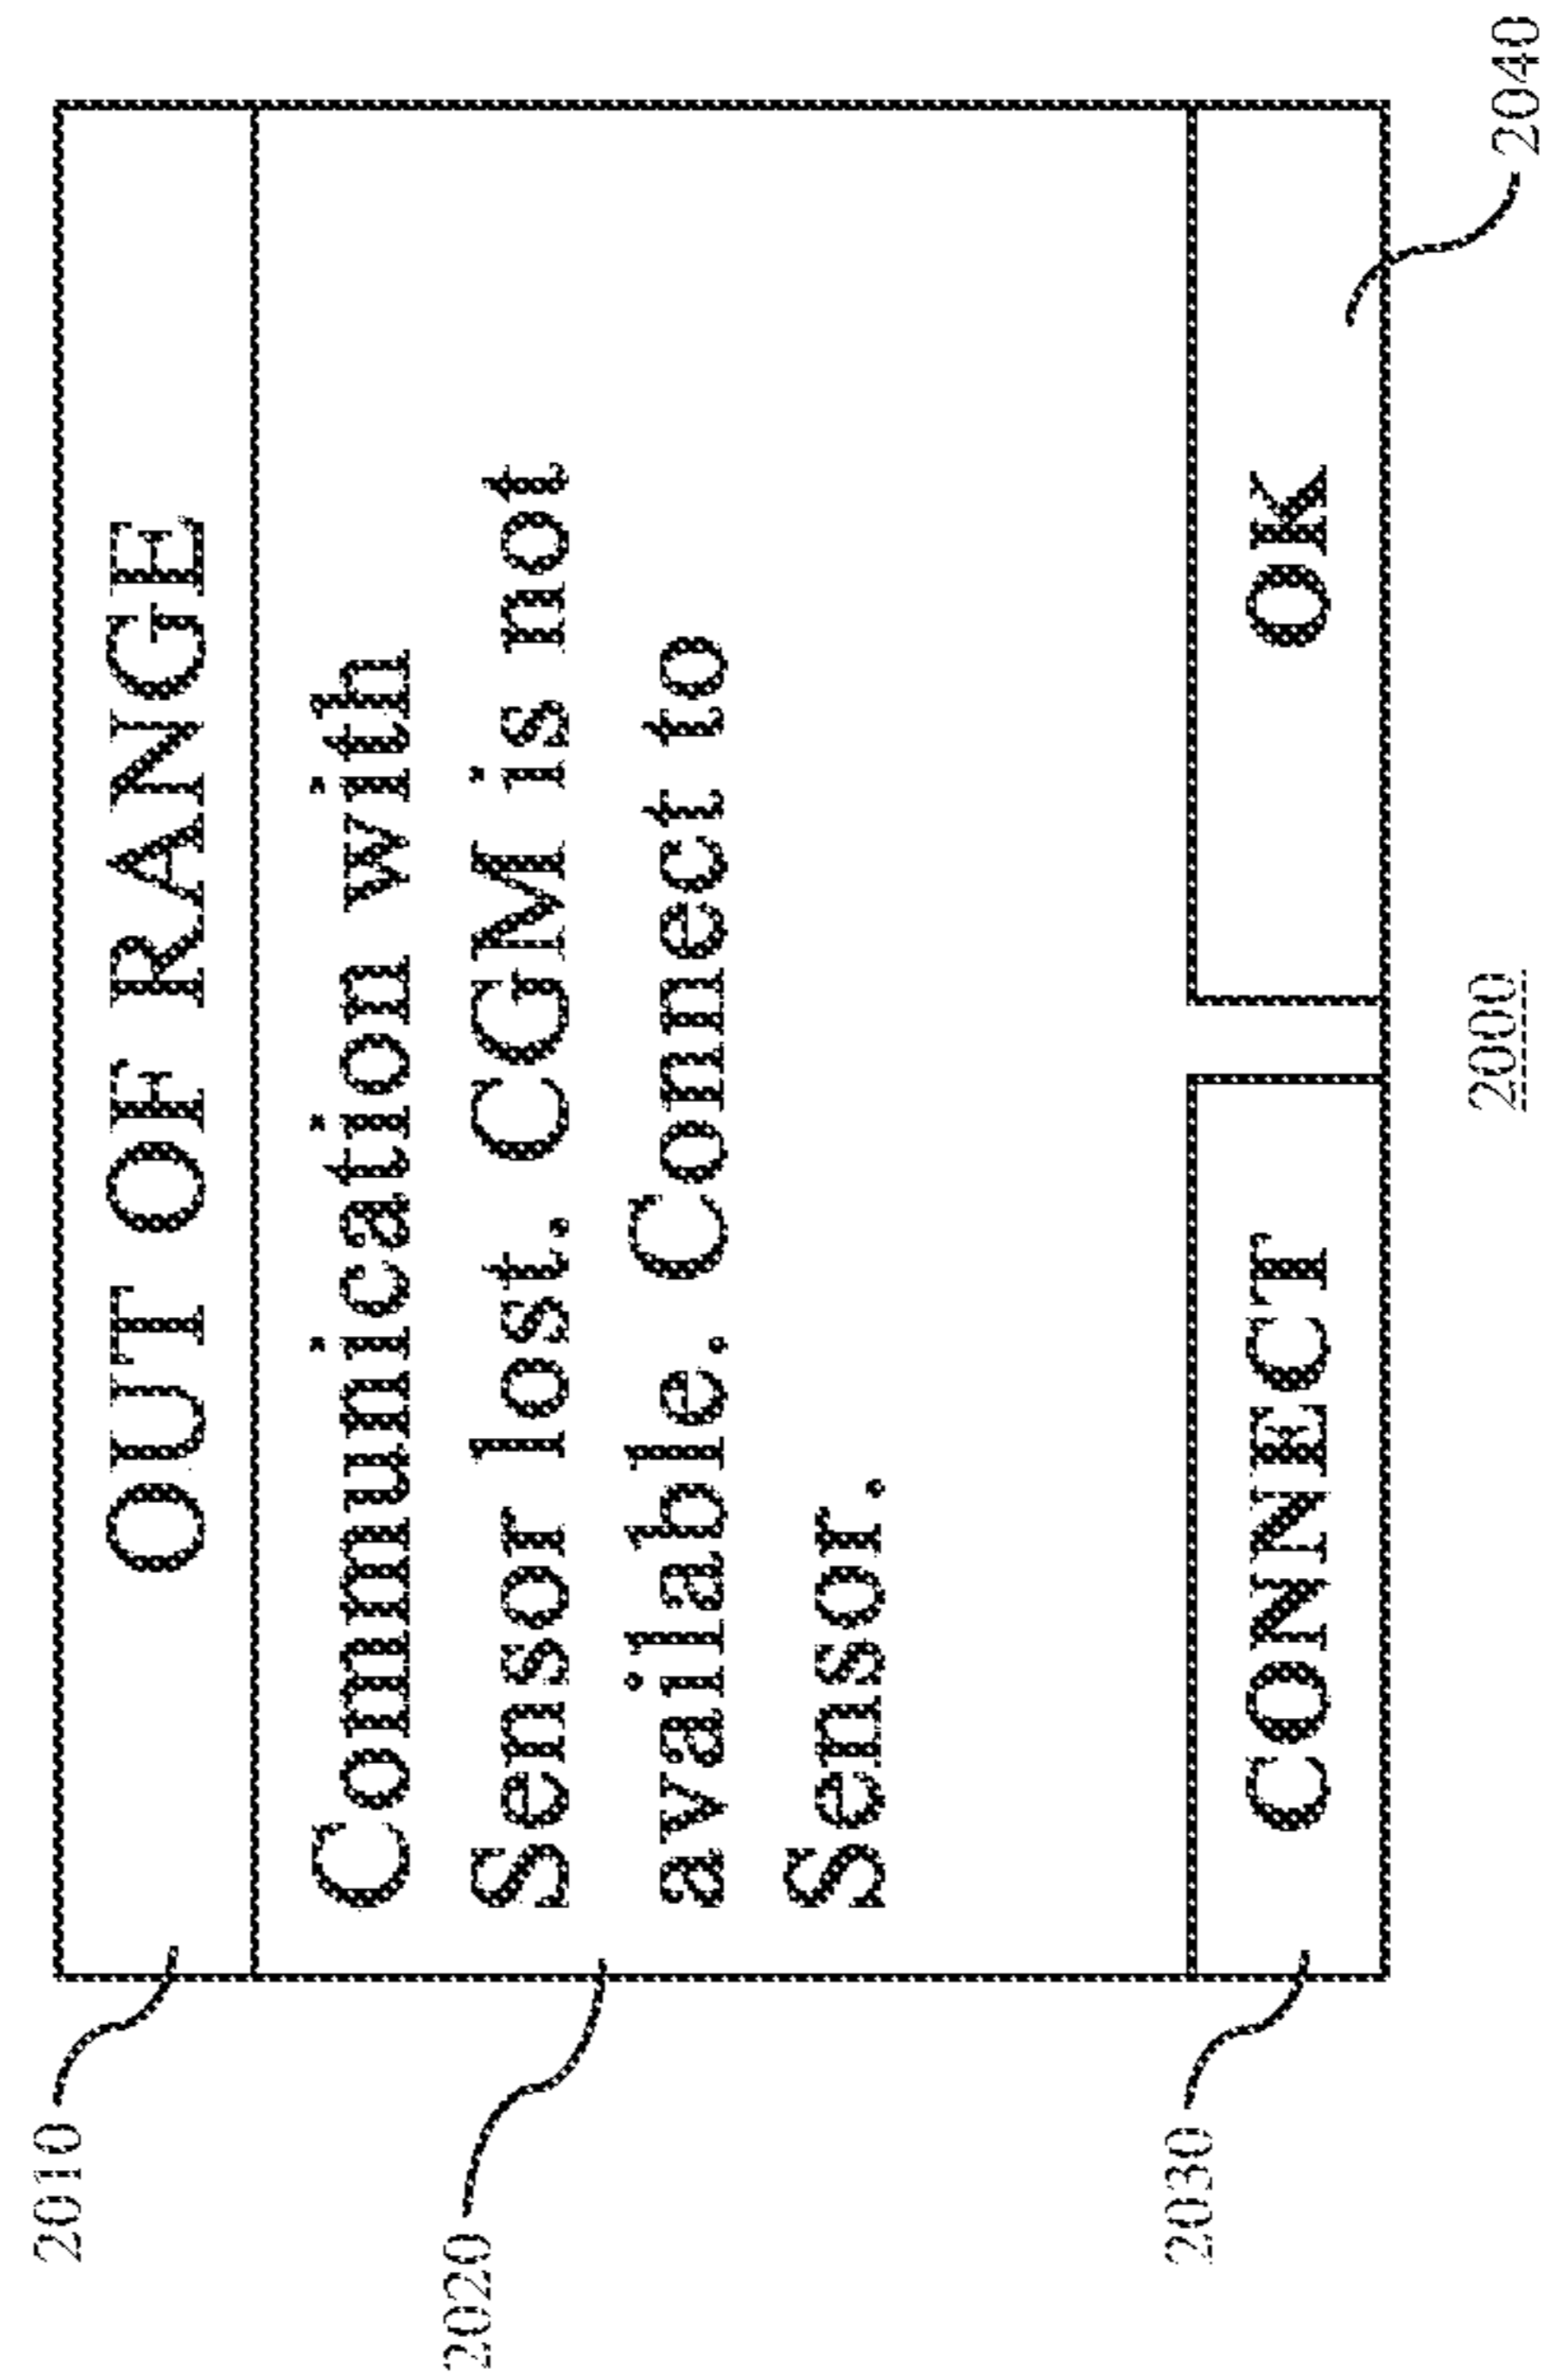 2010
OUT OF RANGE
2020
Communication with
Sensor lost. CGM is not
available. Connect to
Sensor.
2030
CONNECT
OK
2040
2000